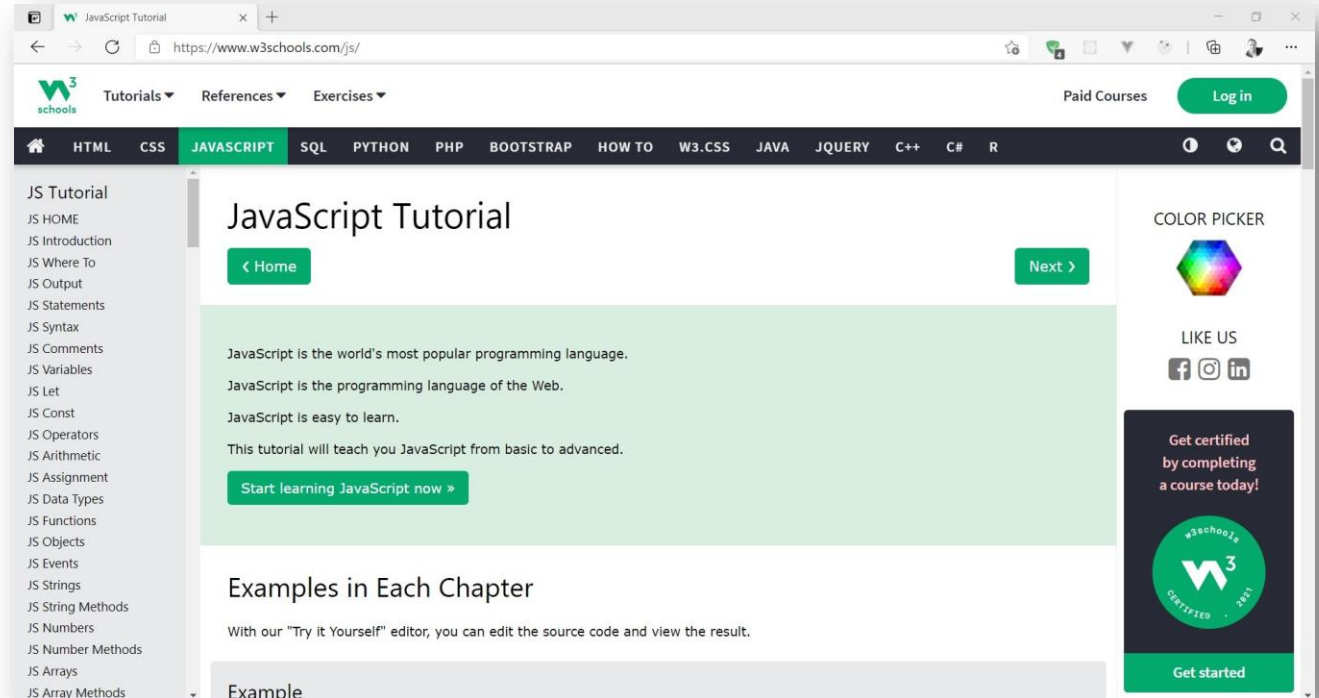 JavaScript Tutorial
https://www.w3schools.com/js/
4
W3
schools
Tutorials
References
Exercises
Paid Courses
Log in
HTML CSS JAVASCRIPT SQL PYTHON PHP BOOTSTRAP HOW TO W3.CSS JAVA JQUERY C++ C# R
JS Tutorial
JS HOME
JS Introduction
JS Where To
JS Output
JS Statements
JS Syntax
JS Comments
JS Variables
JS Let
JS Const
JS Operators
JS Arithmetic
JS Assignment
JS Data Types
JS Functions
JS Objects
JS Events
JS Strings
JS String Methods
JS Numbers
JS Number Methods
JS Arrays
JS Array Methods
JavaScript Tutorial
❮ Home
Next ❯
JavaScript is the world's most popular programming language.
JavaScript is the programming language of the Web.
JavaScript is easy to learn.
This tutorial will teach you JavaScript from basic to advanced.
Start learning JavaScript now »
Examples in Each Chapter
With our "Try it Yourself" editor, you can edit the source code and view the result.
Example
COLOR PICKER
LIKE US
Get certified
by completing
a course today!
w3schools
W3
CERTIFIED . 2021
Get started